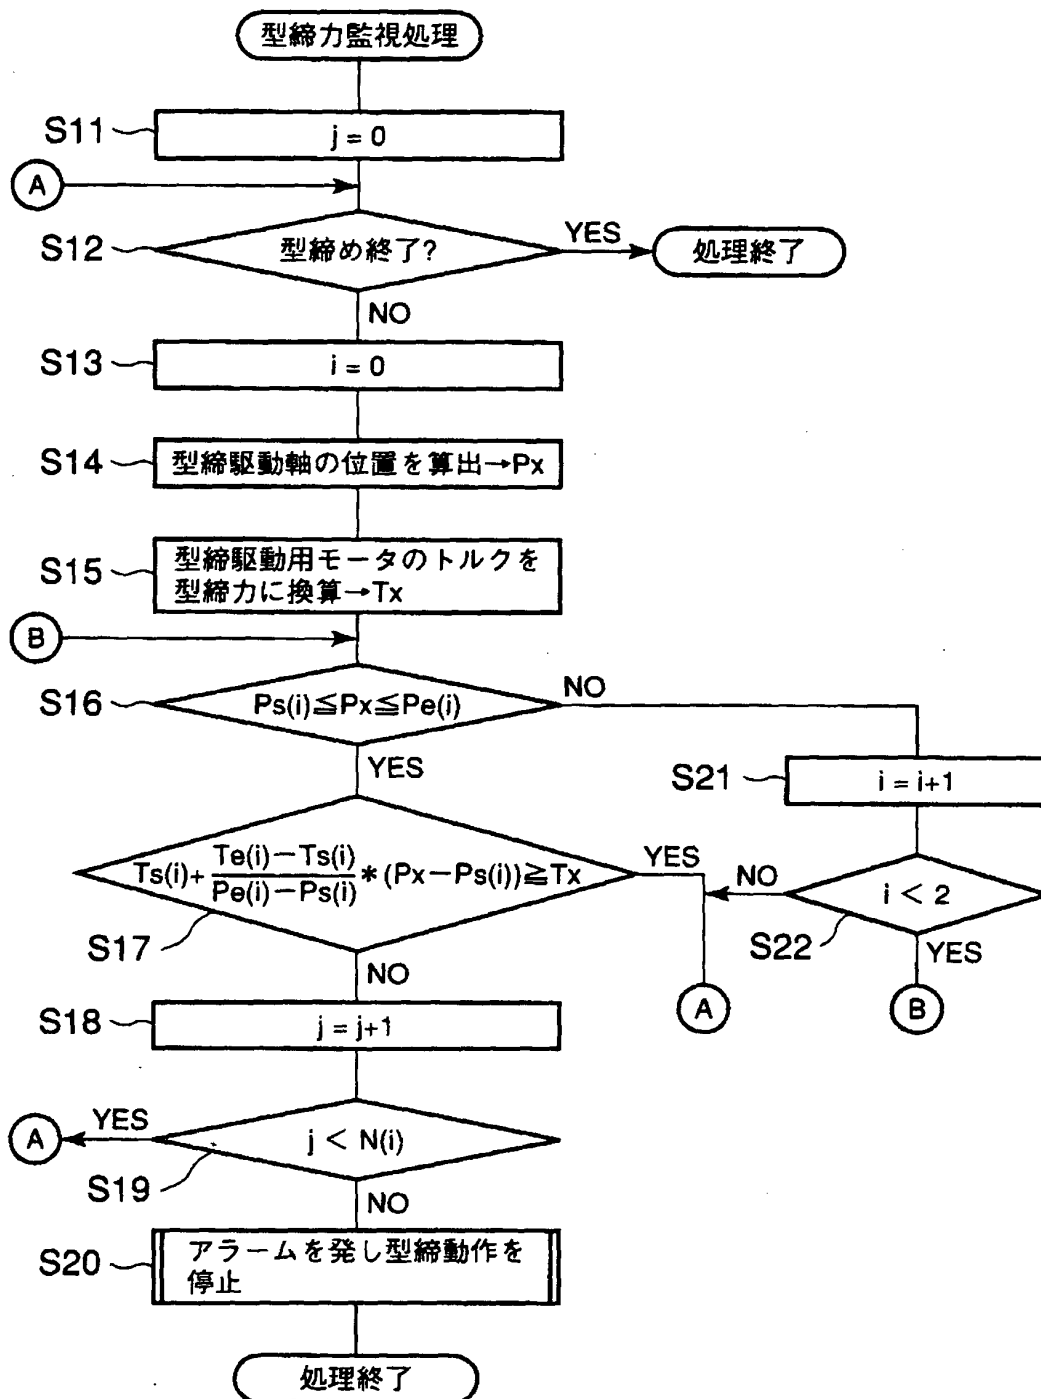 型締力監視処理
S11
j = 0
A
S12
型締め終了?
YES
処理終了
NO
S13
i = 0
S14
型締駆動軸の位置を算出→Px
S15
型締駆動用モータのトルクを
型締力に換算→Tx
B
S16
Ps(i)≦Px≦Pe(i)
NO
YES
S21
i = i+1
S17
Ts(i)+ Te(i)−Ts(i) / Pe(i)−Ps(i) *(Px−Ps(i))≧Tx
YES
NO
S22
i < 2
NO
YES
A
B
S18
j = j+1
S19
j < N(i)
YES
A
NO
S20
アラームを発し型締動作を
停止
処理終了